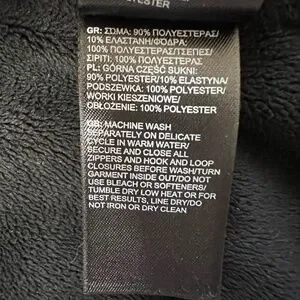 YESTER
GR: ΣΩΜΑ: 90% ΠΟΛΥΕΣΤΕΡΑΣ/
10% ΕΛΑΣΤΑΝΗ/ΦΟΔΡΑ:
100% ΠΟΛΥΕΣΤΕΡΑΣ/ΤΣΕΠΕΣ/
ΣΙΡΙΤΙ: 100% ΠΟΛΥΕΣΤΕΡΑΣ
PL: GÓRNA CZĘŚĆ SUKNI:
90% POLYESTER/10% ELASTYNA/
PODSZEWKA: 100% POLYESTER/
WORKI KIESZENIOWE/
OBŁOŻENIE: 100% POLYESTER
GB: MACHINE WASH
SEPARATELY ON DELICATE
CYCLE IN WARM WATER/
SECURE AND CLOSE ALL
ZIPPERS AND HOOK AND LOOP
CLOSURES BEFORE WASH/TURN
GARMENT INSIDE OUT/DO NOT
USE BLEACH OR SOFTENERS/
TUMBLE DRY LOW HEAT OR FOR
BEST RESULTS, LINE DRY/DO
NOT IRON OR DRY CLEAN